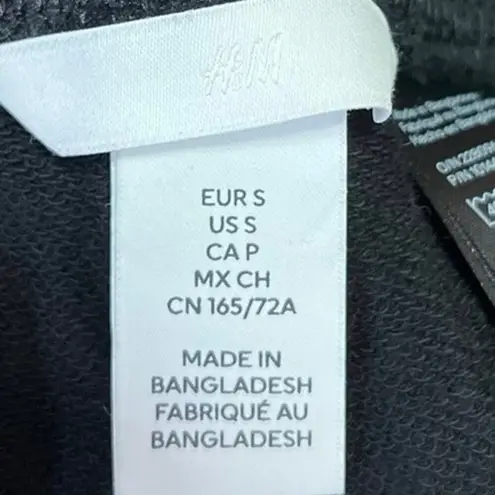 H&M
EUR S
US S
CA P
MX CH
CN 165/72A
MADE IN
BANGLADESH
FABRIQUÉ AU
BANGLADESH